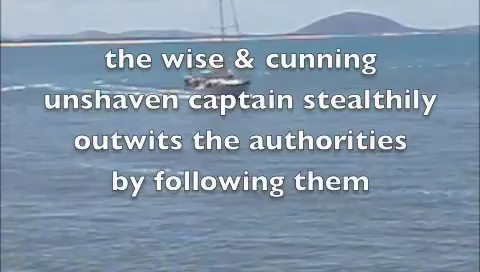 the wise & cunning
unshaven captain stealthily
outwits the authorities
by following them